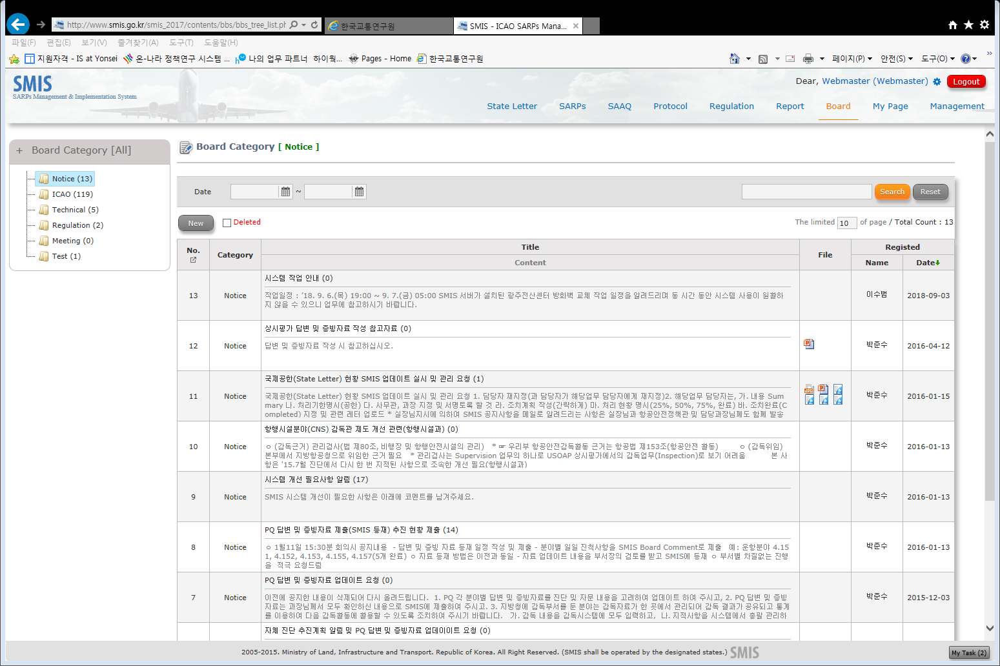 http://www.smis.go.kr/smis_2017/contents/bbs/bbs_tree_list.ph
한국교통연구원
SMIS - ICAO SARPs Mana...
파일(F) 편집(E) 보기(V) 즐겨찾기(A) 도구(T) 도움말(H)
지원자격 - IS at Yonsei 온-나라 정책연구 시스템 ... 나의 업무 파트너 하이웍... Pages - Home 한국교통연구원
페이지(P) 안전(S) 도구(O)
SMIS
SARPs Management & Implementation System
Dear, Webmaster (Webmaster) Logout
State Letter SARPs SAAQ Protocol Regulation Report Board My Page Management
+ Board Category [All]
Notice (13)
ICAO (119)
Technical (5)
Regulation (2)
Meeting (0)
Test (1)
Board Category [ Notice ]
Date ~ Search Reset
New Deleted The limited 10 of page / Total Count : 13
No. Category Title File Registed
Content Name Date
시스템 작업 안내 (0)
13 Notice 작업일정 : '18. 9. 6.(목) 19:00 ~ 9. 7.(금) 05:00 SMIS 서버가 설치된 광주전산센터 방화벽 교체 작업 일정을 알려드리며 동 시간 동안 시스템 사용이 원활하 이수범 2018-09-03
지 않을 수 있으니 업무에 참고하시기 바랍니다.
상시평가 답변 및 증빙자료 작성 참고자료 (0)
12 Notice 답변 및 증빙자료 작성 시 참고하십시오. 박준수 2016-04-12
국제공한(State Letter) 현황 SMIS 업데이트 실시 및 관리 요청 (1)
11 Notice 국제공한(State Letter) 현황 SMIS 업데이트 실시 및 관리 요청 1. 담당자 재지정(과 담당자가 해당업무 담당자에게 재지정)2. 해당업무 담당자는, 가. 내용 Sum 박준수 2016-01-15
mary 나. 처리기한명시(공한) 다. 사무관, 과장 지정 및 서명토록 할 것 라. 조치계획 작성(간략하게) 마. 처리 현황 명시(25%, 50%, 75%, 완료) 바. 조치완료(C
ompleted) 지정 및 관련 레터 업로드 * 실장님지시에 의하여 SMIS 공지사항을 메일로 알려드리는 사항은 실장님과 항공안전정책관 및 담당과장님께도 함께 발송
항행시설분야(CNS) 감독관 제도 개선 관련(항행시설과) (0)
10 Notice ㅇ (감독근거) 관리검사(법 제80조, 비행장 및 항행안전시설의 관리) * ☞ 우리부 항공안전감독활동 근거는 항공법 제153조(항공안전 활동) ㅇ (감독위임) 박준수 2016-01-13
본부에서 지방항공청으로 위임한 근거 필요 * 관리검사는 Supervision 업무의 하나로 USOAP 상시평가에서의 감독업무(Inspection)로 보기 어려움 본 사
항은 '15.7월 진단에서 다시 한 번 지적된 사항으로 조속한 개선 필요(항행시설과)
시스템 개선 필요사항 알림 (17)
9 Notice SMIS 시스템 개선이 필요한 사항은 아래에 코멘트를 남겨주세요. 박준수 2016-01-13
PQ 답변 및 증빙자료 제출(SMIS 등재) 추진 현황 제출 (14)
8 Notice ㅇ 1월11일 15:30분 회의시 공지내용 - 답변 및 증빙 자료 등재 일정 작성 및 제출 - 분야별 일일 진척사항을 SMIS Board Comment로 제출 예: 운항분야 4.15 박준수 2016-01-13
1, 4.152, 4.153, 4.155, 4.157(5개 완료) ㅇ 자료 등재 방법은 이전과 동일 - 자료 업데이트 내용을 부서장의 검토를 받고 SMIS에 등재 ㅇ 부서별 차질없는 진행
을 적극 요청드림
PQ 답변 및 증빙자료 업데이트 요청 (0)
7 Notice 이전에 공지한 내용이 삭제되어 다시 올려드립니다. 1. PQ 각 분야별 답변 및 증빙자료를 진단 및 자문 내용을 고려하여 업데이트 하여 주시고, 2. PQ 답변 및 증빙 박준수 2015-12-03
자료는 과장님께서 모두 확인하신 내용으로 SMIS에 제출하여 주시고. 3. 지방청에 감독부서를 둔 분야는 감독자료가 한 곳에서 관리되어 감독 결과가 공유되고 통계
를 이용하여 다음 감독활동에 활용할 수 있도록 조치하여 주시기 바랍니다. 가. 감독 내용을 감독시스템에 모두 입력하고, 나. 지적사항을 시스템에서 총괄 관리하
자체 진단 추진계획 알림 및 PQ 답변 및 증빙자료 업데이이트 요청 (0)
2005-2015. Ministry of Land, Infrastructure and Transport. Republic of Korea. All Right Reserved. (SMIS shall be operated by the designated states.) SMIS
My Task (2)